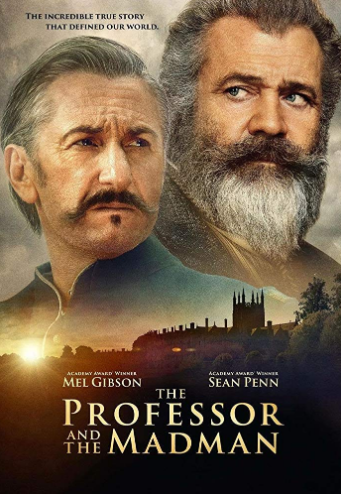 THE INCREDIBLE TRUE STORY
THAT DEFINED OUR WORLD.
ACADEMY AWARD® WINNER
MEL GIBSON
ACADEMY AWARD® WINNER
SEAN PENN
THE
PROFESSOR
AND
THE MADMAN